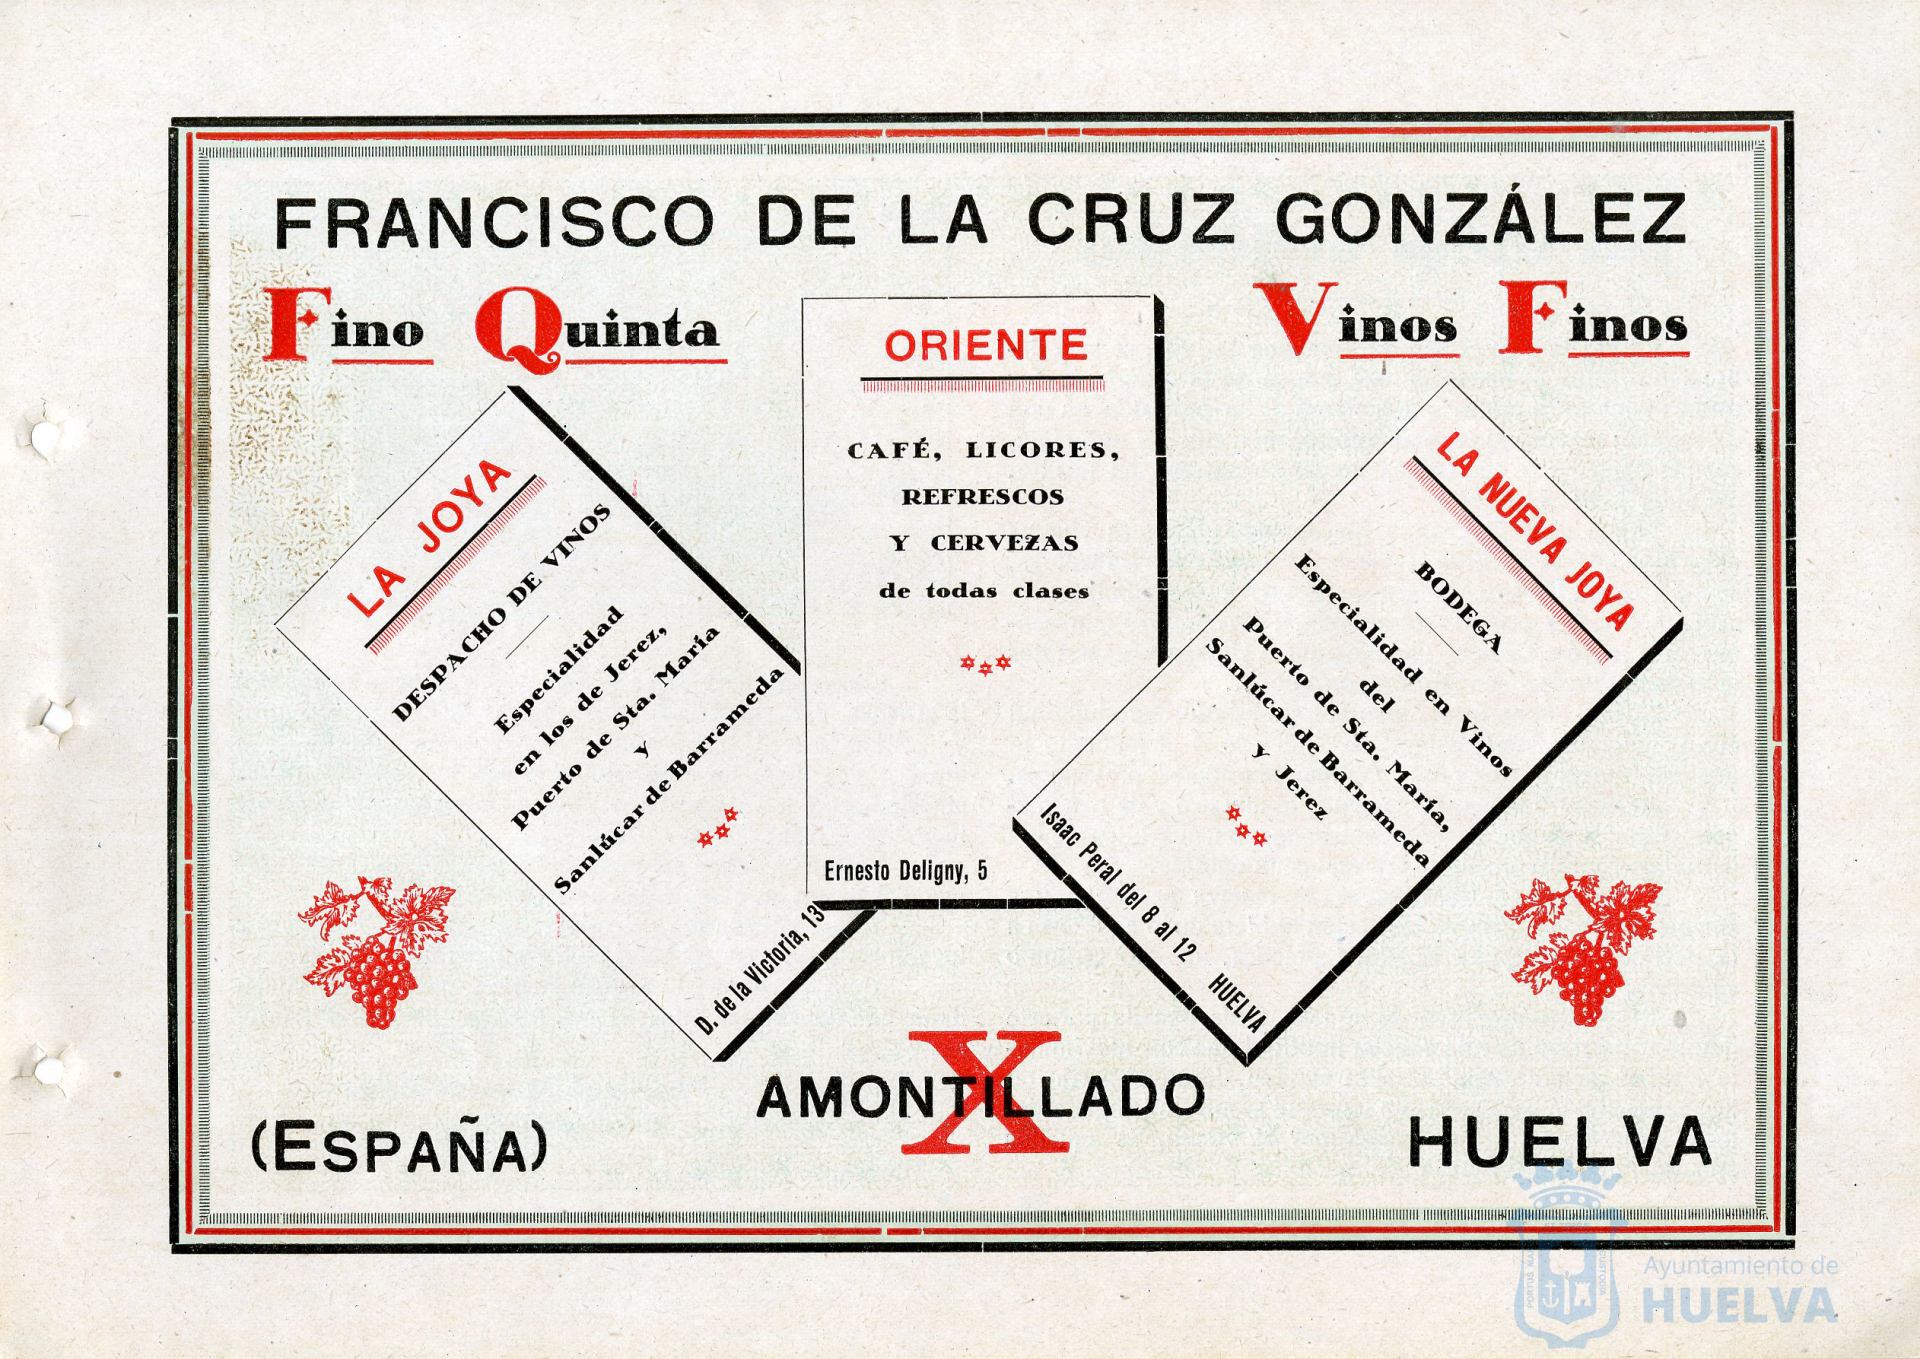 FRANCISCO DE LA CRUZ GONZÁLEZ
Fino Quinta
Vinos Finos
LA JOYA
DESPACHO DE VINOS
Especialidad
en los de Jerez,
Puerto de Sta. María
y
Sanlúcar de Barrameda
D. de la Victoria, 13
ORIENTE
CAFÉ, LICORES,
REFRESCOS
Y CERVEZAS
de todas clases
Ernesto Deligny, 5
LA NUEVA JOYA
BODEGA
Especialidad en Vinos
del
Puerto de Sta. María,
Sanlúcar de Barrameda
y Jerez
Isaac Peral del 8 al 12 HUELVA
X
AMONTILLADO
(ESPAÑA)
HUELVA
Ayuntamiento de
HUELVA